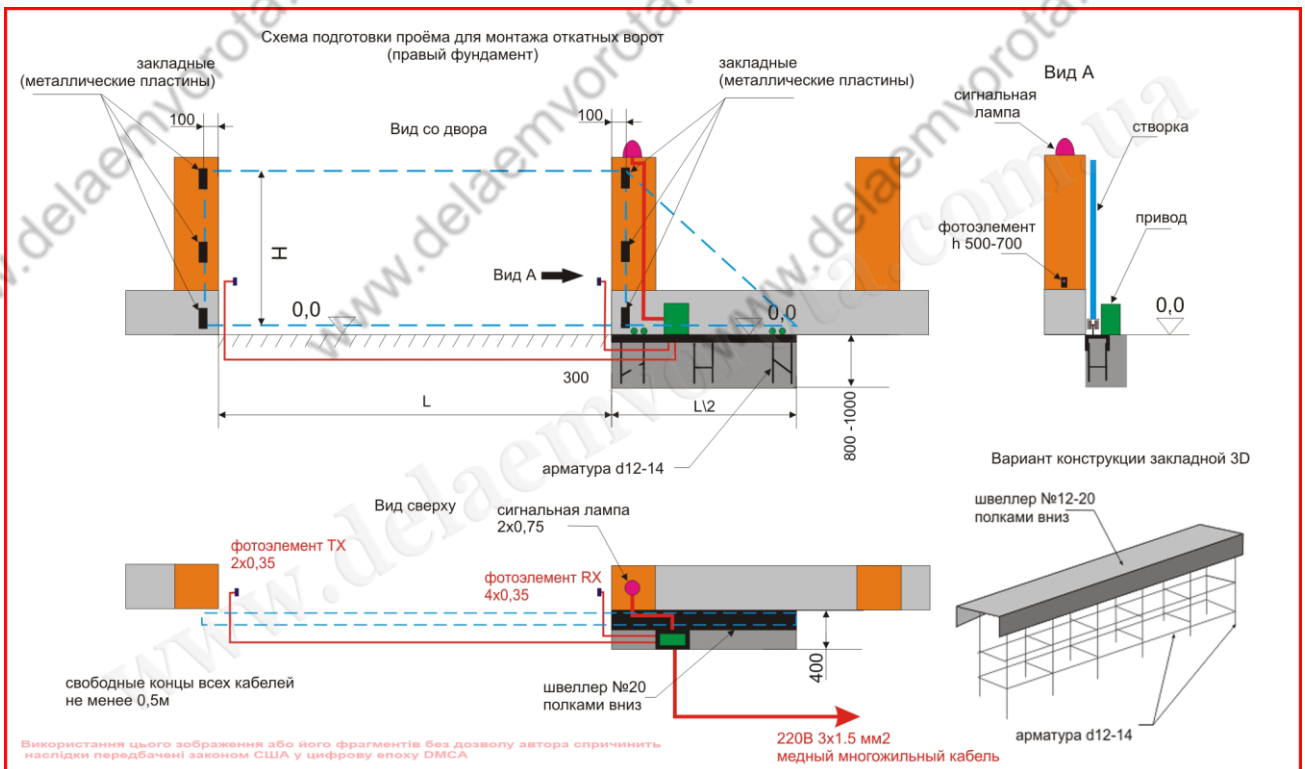 Схема подготовки проёма для монтажа откатных ворот
(правый фундамент)
закладные
(металлические пластины)
закладные
(металлические пластины)
Вид А
сигнальная
лампа
створка
100
Вид со двора
100
фотоэлемент
h 500-700
привод
H
Вид А
0,0
0,0
0,0
300
L
L\2
800 -1000
арматура d12-14
Вариант конструкции закладной 3D
швеллер №12-20
полками вниз
Вид сверху
сигнальная лампа
2x0,75
фотоэлемент TX
2x0,35
фотоэлемент RX
4x0,35
400
свободные концы всех кабелей
не менее 0,5м
швеллер №20
полками вниз
арматура d12-14
220В 3x1.5 мм2
медный многожильный кабель
Використання цього зображення або його фрагментів без дозволу автора спричинить
наслідки передбачені законом США у цифрову епоху DMCA
www.delaemvorota.com.ua